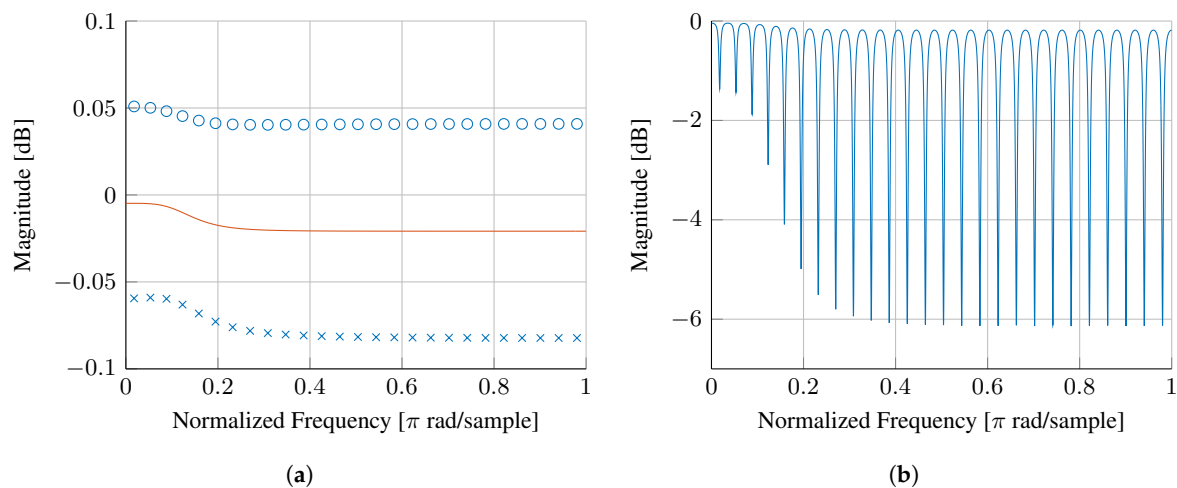 0.1
0.05
0
−0.05
−0.1
Magnitude [dB]
0 0.2 0.4 0.6 0.8 1
Normalized Frequency [π rad/sample]
(a)
0
−2
−4
−6
Magnitude [dB]
0 0.2 0.4 0.6 0.8 1
Normalized Frequency [π rad/sample]
(b)